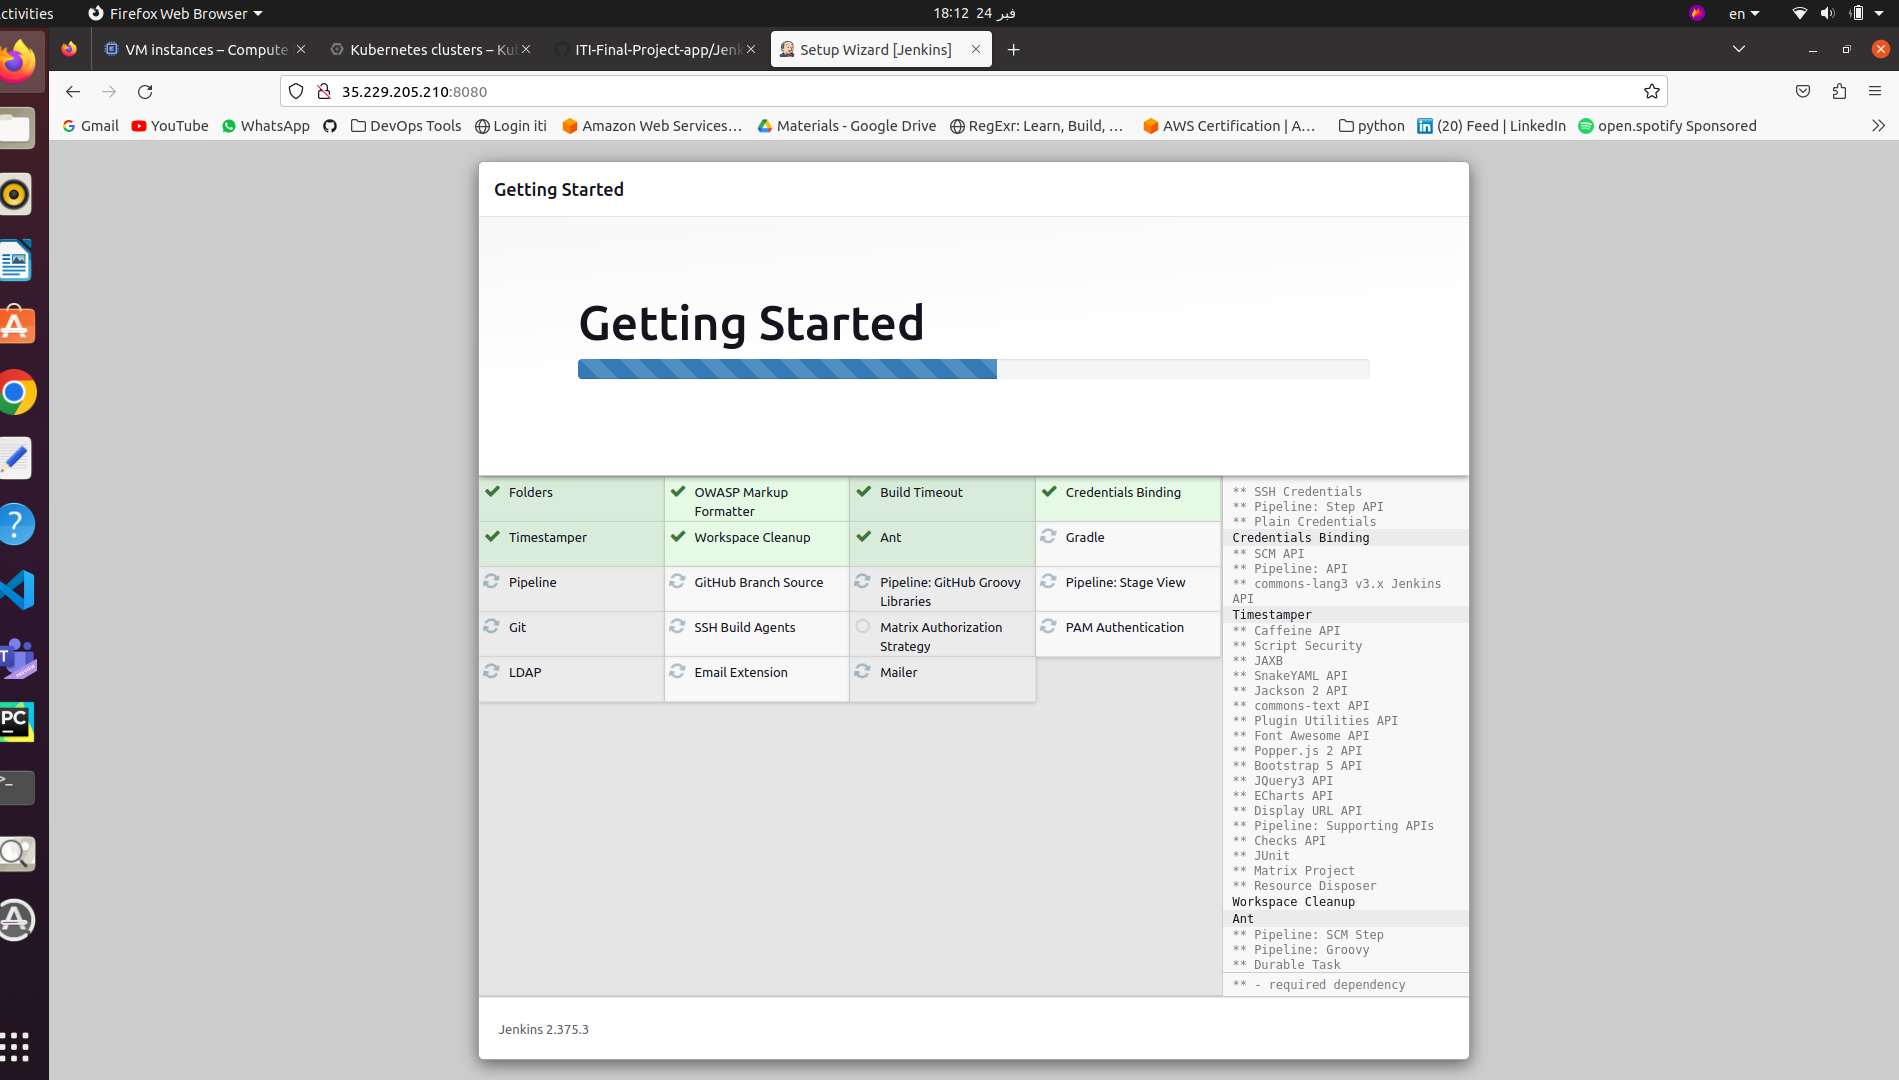 ctivities
Firefox Web Browser
18:12 24 فبر
en
VM instances – Compute
Kubernetes clusters – Ku
ITI-Final-Project-app/Jenk
Setup Wizard [Jenkins]
35.229.205.210:8080
Gmail
YouTube
WhatsApp
DevOps Tools
Login iti
Amazon Web Services…
Materials - Google Drive
RegExr: Learn, Build, …
AWS Certification | A…
python
(20) Feed | LinkedIn
open.spotify Sponsored
Getting Started
Getting Started
Folders
OWASP Markup
Formatter
Build Timeout
Credentials Binding
Timestamper
Workspace Cleanup
Ant
Gradle
Pipeline
GitHub Branch Source
Pipeline: GitHub Groovy
Libraries
Pipeline: Stage View
Git
SSH Build Agents
Matrix Authorization
Strategy
PAM Authentication
LDAP
Email Extension
Mailer
** SSH Credentials
** Pipeline: Step API
** Plain Credentials
Credentials Binding
** SCM API
** Pipeline: API
** commons-lang3 v3.x Jenkins
API
Timestamper
** Caffeine API
** Script Security
** JAXB
** SnakeYAML API
** Jackson 2 API
** commons-text API
** Plugin Utilities API
** Font Awesome API
** Popper.js 2 API
** Bootstrap 5 API
** JQuery3 API
** ECharts API
** Display URL API
** Pipeline: Supporting APIs
** Checks API
** JUnit
** Matrix Project
** Resource Disposer
Workspace Cleanup
Ant
** Pipeline: SCM Step
** Pipeline: Groovy
** Durable Task
** - required dependency
Jenkins 2.375.3
PC
T
PREVIEW